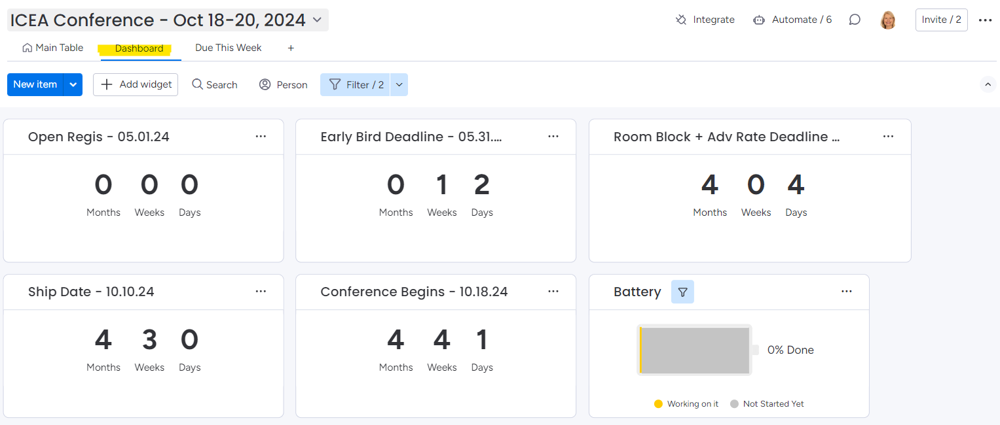 ICEA Conference - Oct 18-20, 2024
Integrate
Automate / 6
Invite / 2
Main Table
Dashboard
Due This Week
+
New item
Add widget
Search
Person
Filter / 2
Open Regis - 05.01.24
0 0 0
Months Weeks Days
Early Bird Deadline - 05.31....
0 1 2
Months Weeks Days
Room Block + Adv Rate Deadline ...
4 0 4
Months Weeks Days
Ship Date - 10.10.24
4 3 0
Months Weeks Days
Conference Begins - 10.18.24
4 4 1
Months Weeks Days
Battery
0% Done
Working on it
Not Started Yet